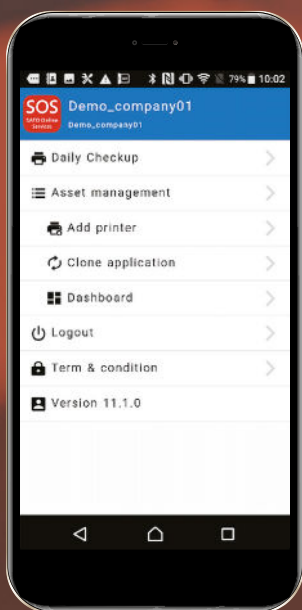 79% 10:02
SOS
SATO Online
Services
Demo_company01
Demo_company01
Daily Checkup
Asset management
Add printer
Clone application
Dashboard
Logout
Term & condition
Version 11.1.0